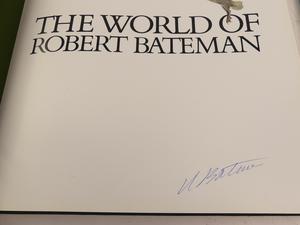 THE WORLD OF
ROBERT BATEMAN